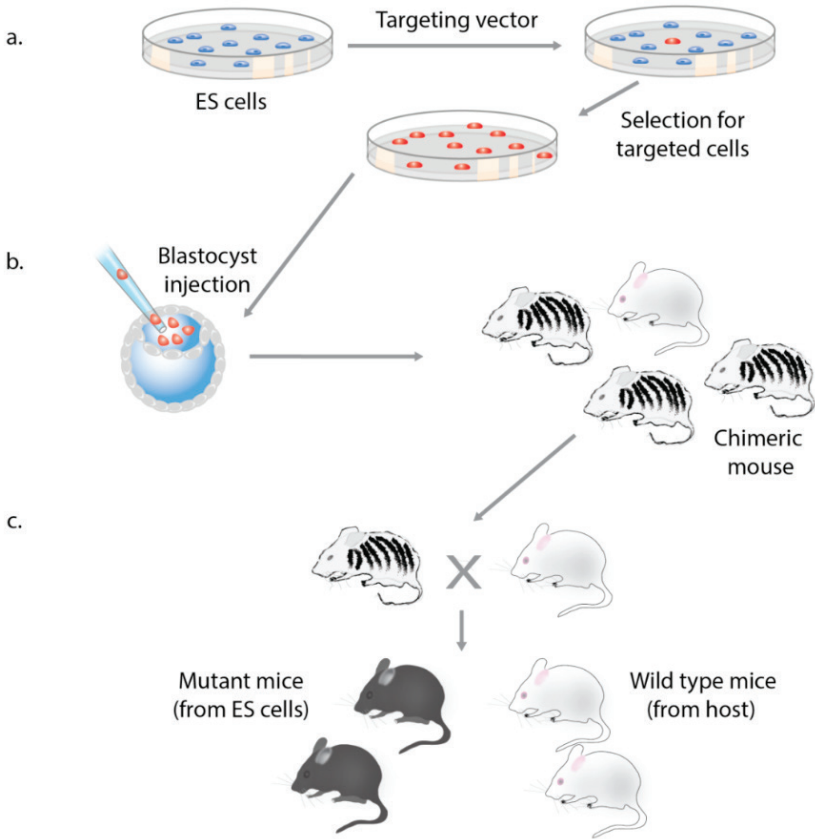 a.
Targeting vector
ES cells
Selection for
targeted cells
b.
Blastocyst
injection
Chimeric
mouse
c.
X
Mutant mice
(from ES cells)
Wild type mice
(from host)